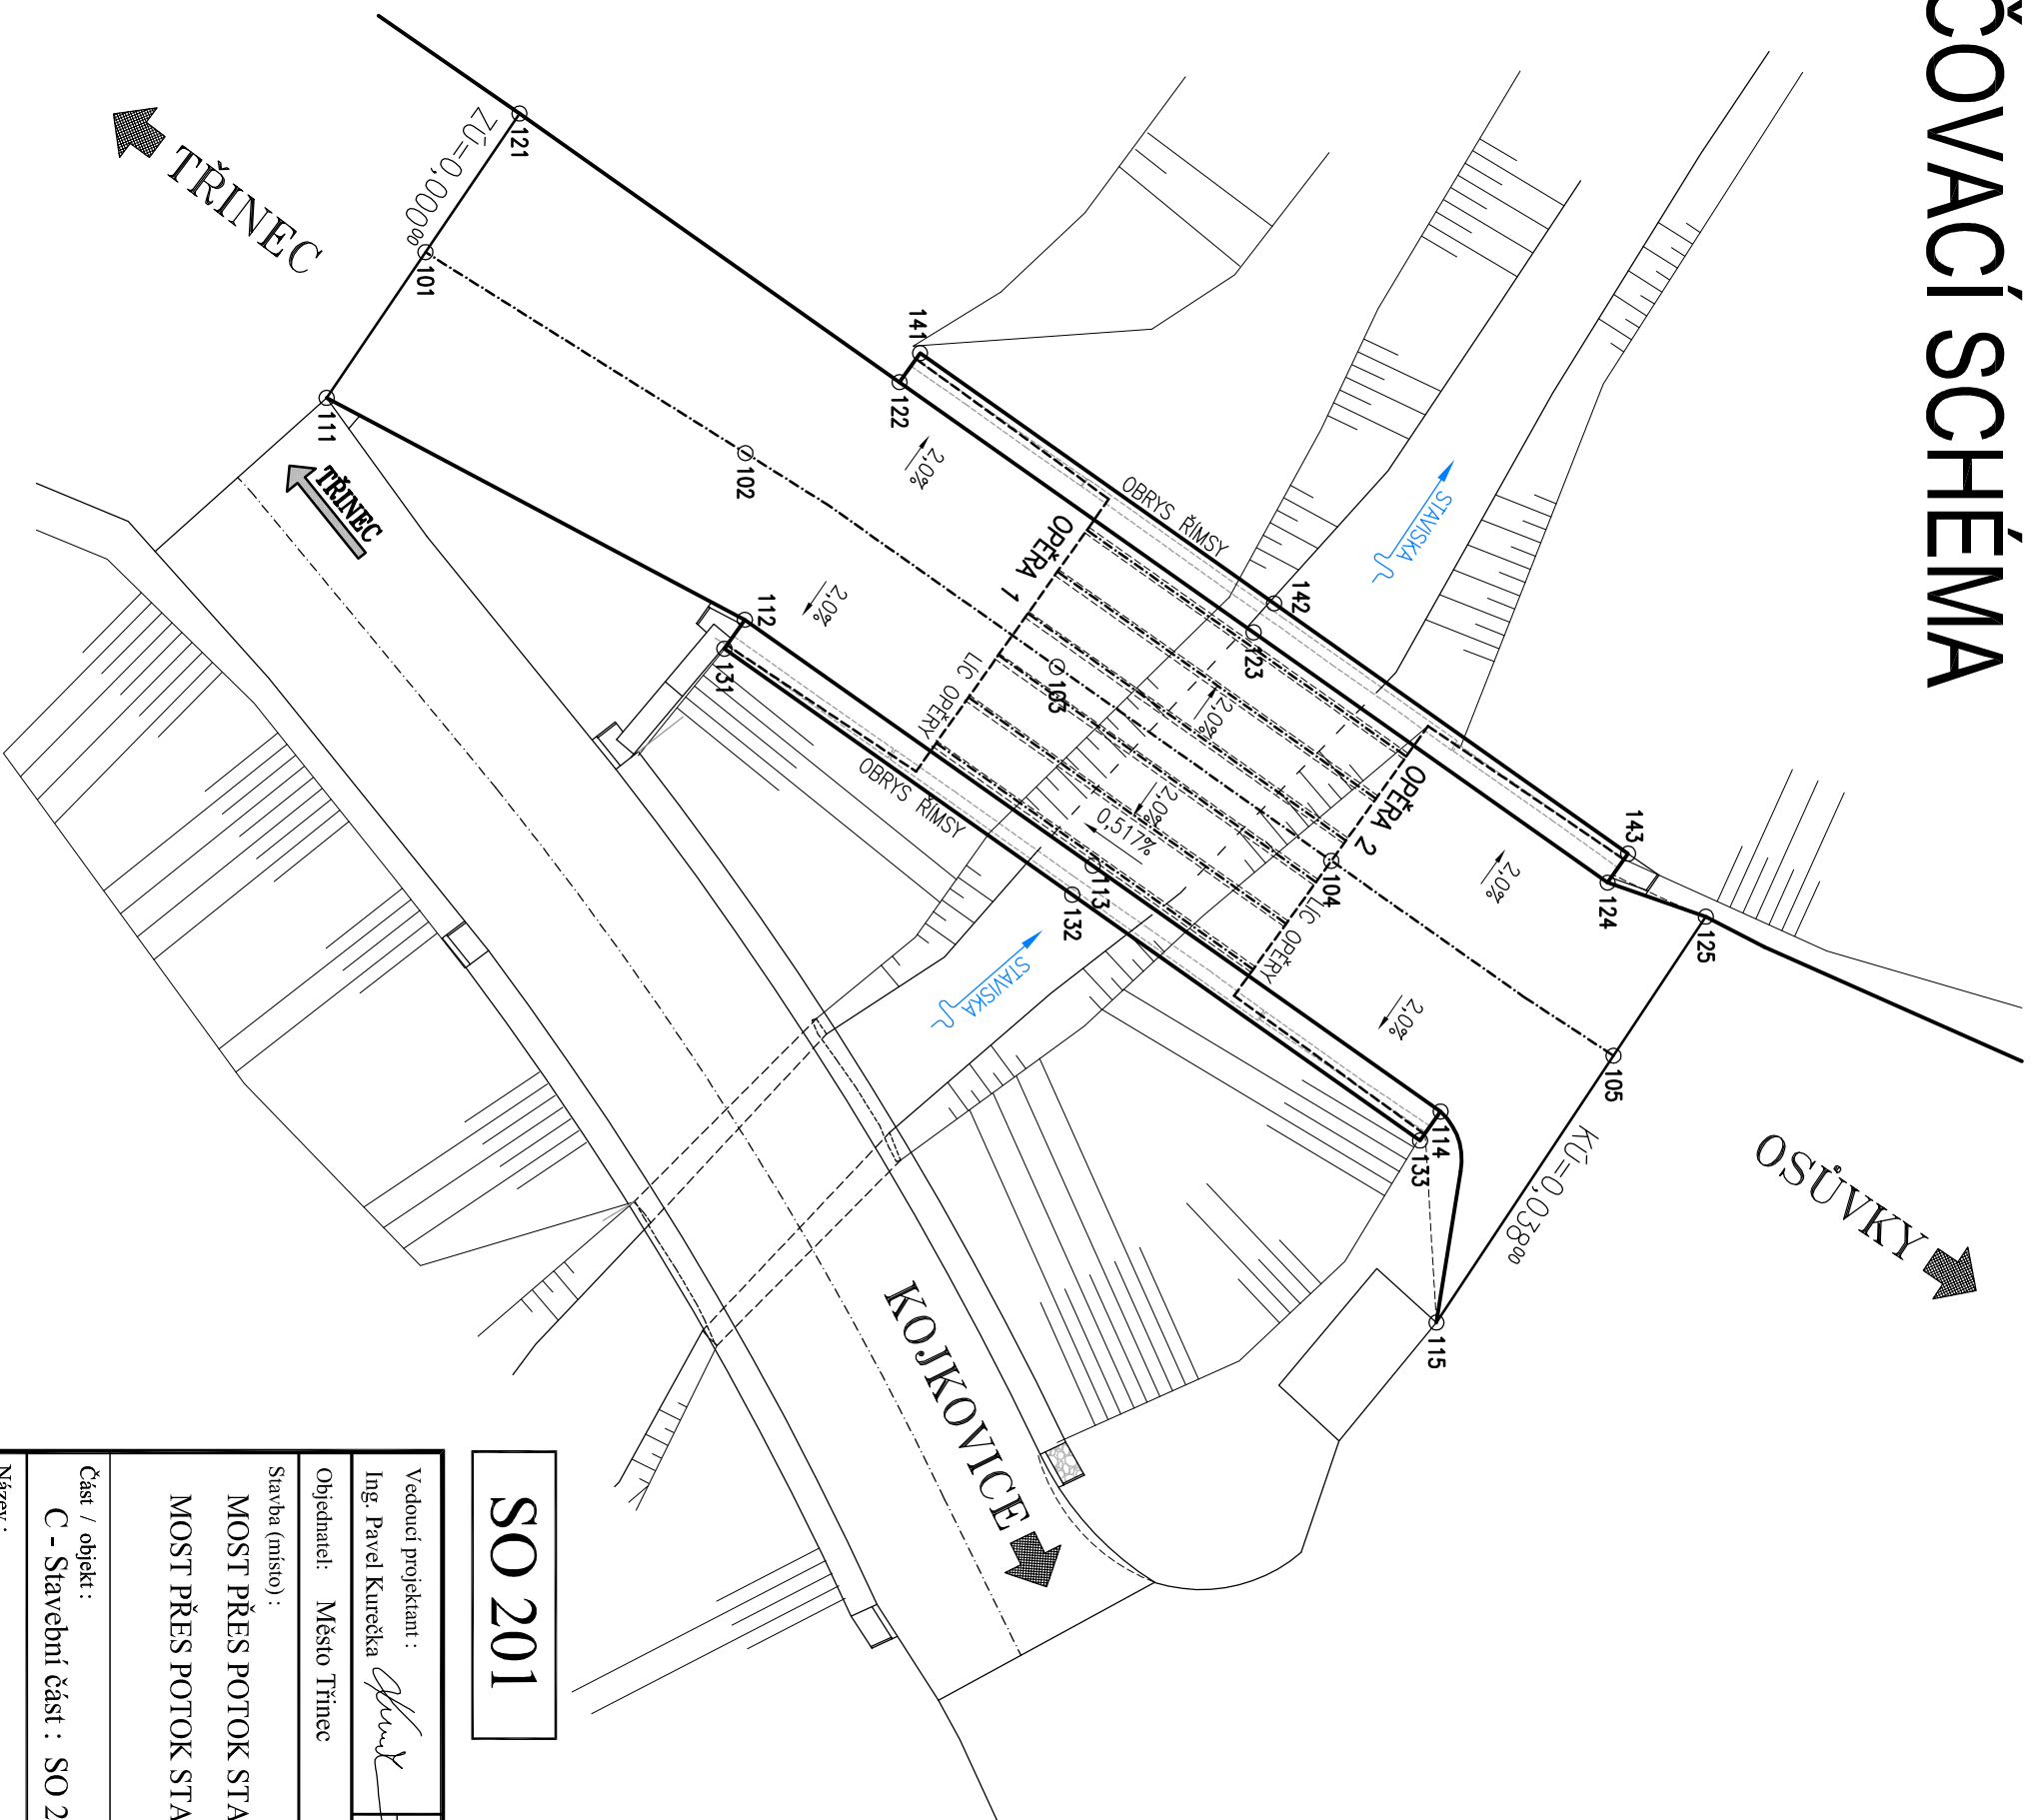 ČOVACÍ SCHÉMA
TŘINEC
ZÚ=0,000⁰⁰
121
101
111
TŘINEC
141
122
102
2,0%
112
131
2,0%
OBRYS ŘÍMSY
OPĚRA 1
LÍC OPĚRY
OBRYS ŘÍMSY
STAVISKA
142
123
103
2,0%
2,0%
0,517%
OPĚRA 2
LÍC OPĚRY
104
113
132
STAVISKA
143
124
125
2,0%
2,0%
105
114
133
115
KÚ=0,038⁰⁰
OSŮVKY
KOJKOVICE
SO 201
Vedoucí projektant :
Ing. Pavel Kurečka
Objednatel: Město Třinec
Stavba (místo) :
MOST PŘES POTOK STA
MOST PŘES POTOK STA
Část / objekt :
C - Stavební část : SO 2
Název :